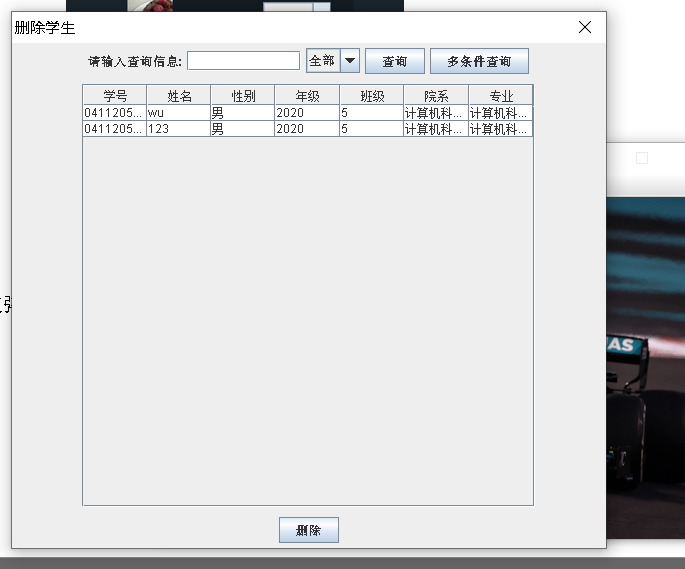 删除学生
请输入查询信息: 全部 查询 多条件查询
学号 姓名 性别 年级 班级 院系 专业
0411205... wu 男 2020 5 计算机科... 计算机科...
0411205... 123 男 2020 5 计算机科... 计算机科...
AS
删除